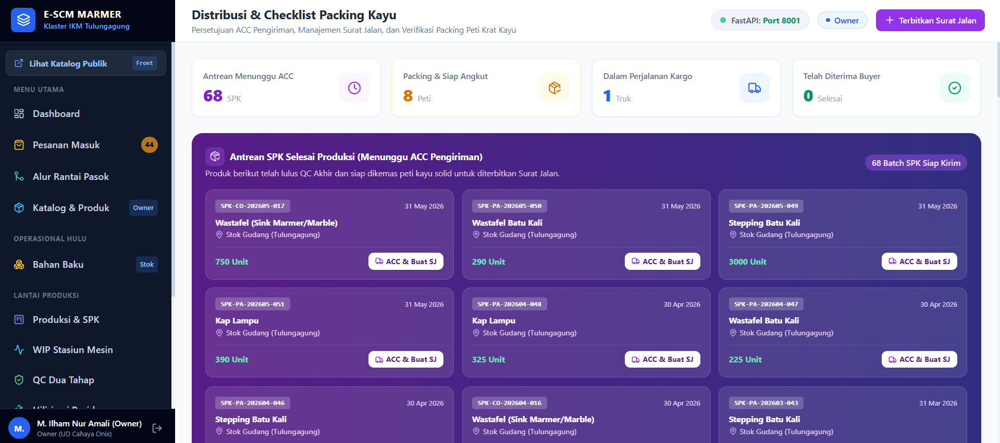 E-SCM MARMER
Klaster IKM Tulungagung
Lihat Katalog Publik
Front
MENU UTAMA
Dashboard
Pesanan Masuk
44
Alur Rantai Pasok
Katalog & Produk
Owner
OPERASIONAL HULU
Bahan Baku
Stok
LANTAI PRODUKSI
Produksi & SPK
WIP Stasiun Mesin
QC Dua Tahap
M.
M. Ilham Nur Amali (Owner)
Owner (UD Cahaya Onix)
Distribusi & Checklist Packing Kayu
Persetujuan ACC Pengiriman, Manajemen Surat Jalan, dan Verifikasi Packing Peti Krat Kayu
FastAPI: Port 8001
Owner
Terbitkan Surat Jalan
Antrean Menunggu ACC
68 SPK
Packing & Siap Angkut
8 Peti
Dalam Perjalanan Kargo
1 Truk
Telah Diterima Buyer
0 Selesai
Antrean SPK Selesai Produksi (Menunggu ACC Pengiriman)
Produk berikut telah lulus QC Akhir dan siap dikemas peti kayu solid untuk diterbitkan Surat Jalan.
68 Batch SPK Siap Kirim
SPK-CO-202605-017
31 May 2026
Wastafel (Sink Marmer/Marble)
Stok Gudang (Tulungagung)
750 Unit
ACC & Buat SJ
SPK-PA-202605-050
31 May 2026
Wastafel Batu Kali
Stok Gudang (Tulungagung)
290 Unit
ACC & Buat SJ
SPK-PA-202605-049
31 May 2026
Stepping Batu Kali
Stok Gudang (Tulungagung)
3000 Unit
ACC & Buat SJ
SPK-PA-202605-051
31 May 2026
Kap Lampu
Stok Gudang (Tulungagung)
390 Unit
ACC & Buat SJ
SPK-PA-202604-048
30 Apr 2026
Kap Lampu
Stok Gudang (Tulungagung)
325 Unit
ACC & Buat SJ
SPK-PA-202604-047
30 Apr 2026
Wastafel Batu Kali
Stok Gudang (Tulungagung)
225 Unit
ACC & Buat SJ
SPK-PA-202604-046
30 Apr 2026
Stepping Batu Kali
Stok Gudang (Tulungagung)
SPK-CO-202604-016
30 Apr 2026
Wastafel (Sink Marmer/Marble)
Stok Gudang (Tulungagung)
SPK-PA-202603-043
31 Mar 2026
Stepping Batu Kali
Stok Gudang (Tulungagung)